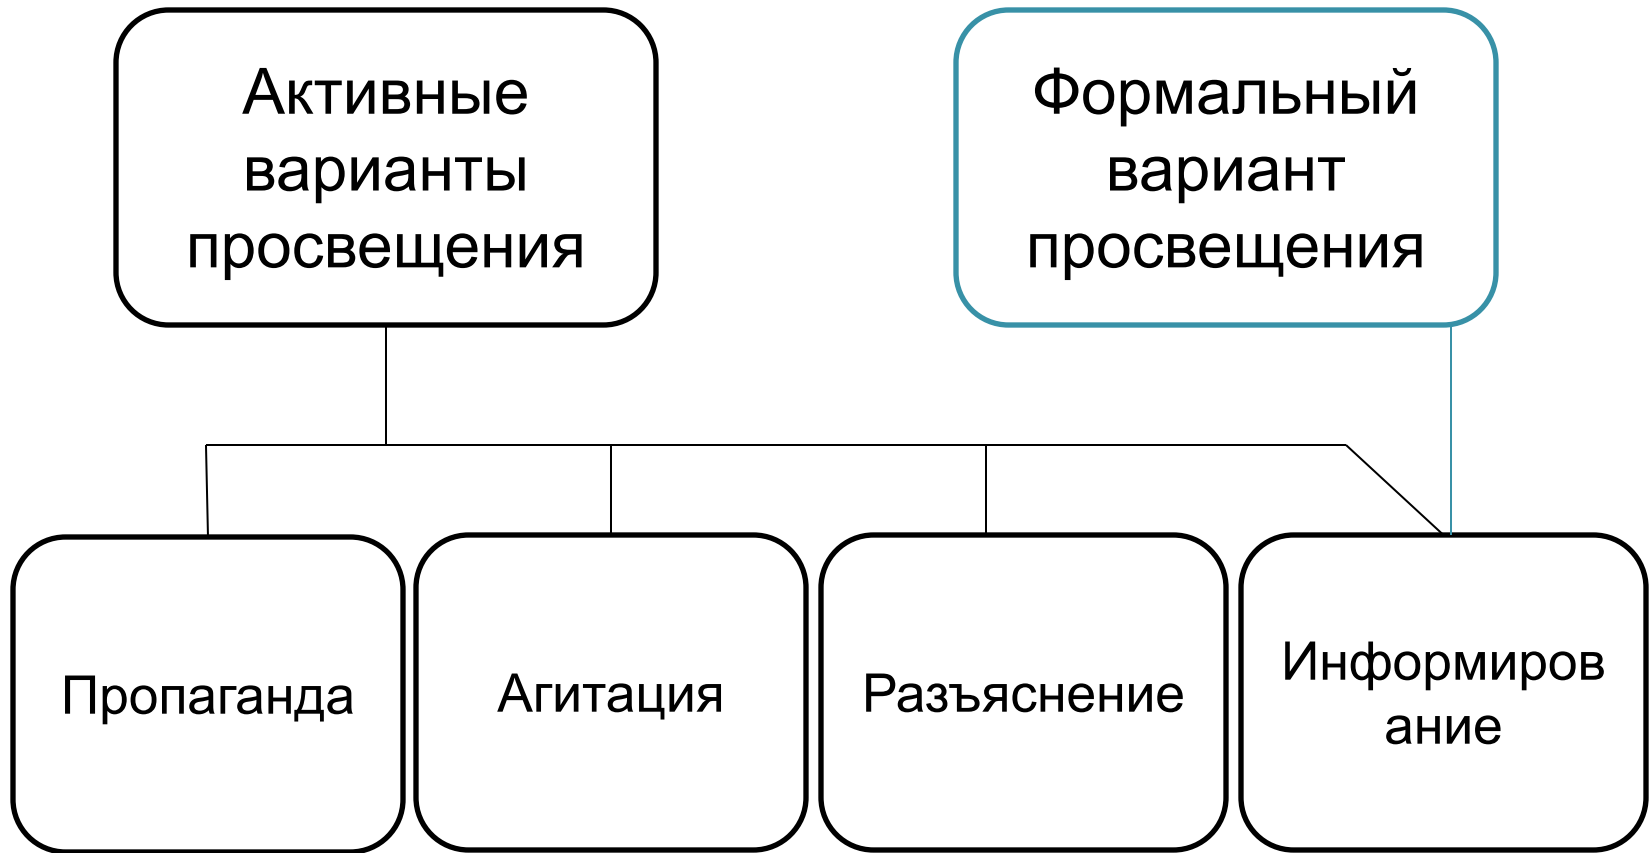 Активные
варианты
просвещения
Формальный
вариант
просвещения
Пропаганда
Агитация
Разъяснение
Информиров
ание